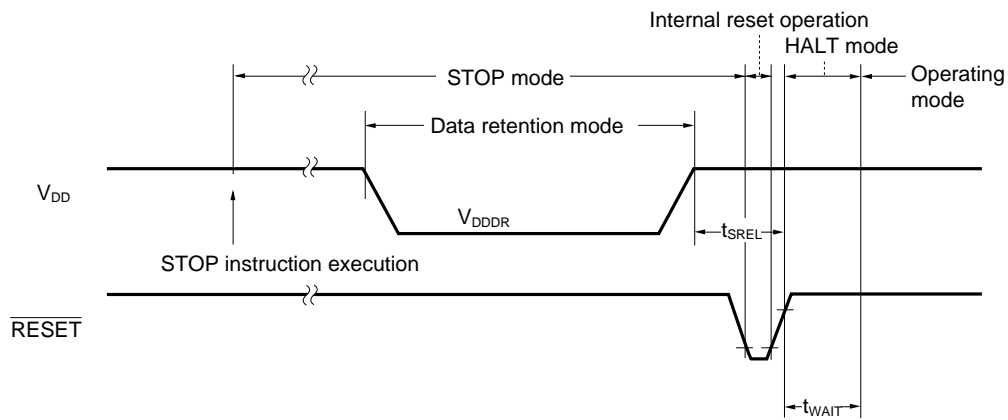 Internal reset operation
HALT mode
STOP mode
Operating
mode
Data retention mode
VDD
VDDDR
tSREL
STOP instruction execution
RESET
tWAIT